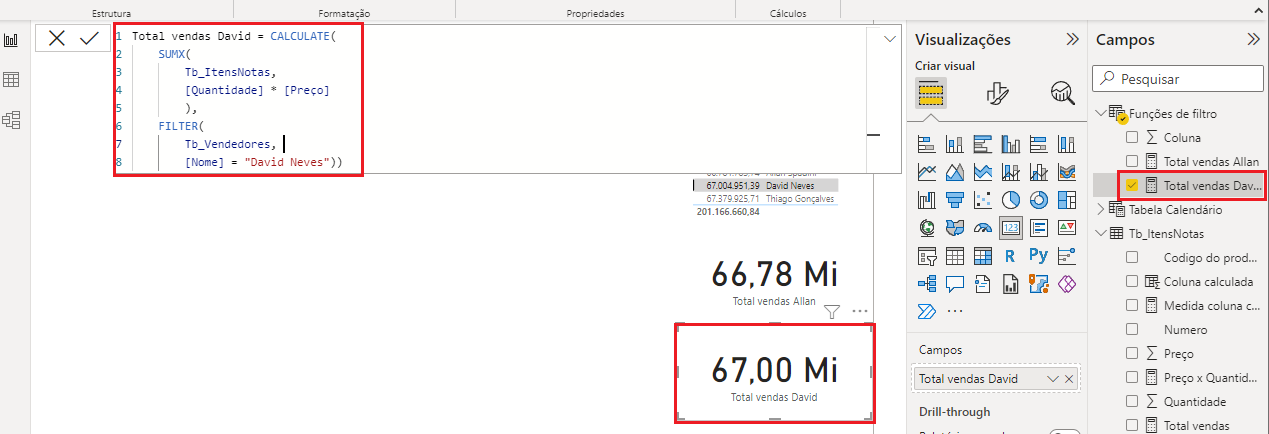 Estrutura
Formatação
Propriedades
Cálculos
1 Total vendas David = CALCULATE(
2 SUMX(
3 Tb_ItensNotas,
4 [Quantidade] * [Preço]
5 ),
6 FILTER(
7 Tb_Vendedores,
8 [Nome] = "David Neves"))
67.004.951,39 David Neves
67.379.925,71 Thiago Gonçalves
201.166.660,84
66,78 Mi
Total vendas Allan
67,00 Mi
Total vendas David
Visualizações
Criar visual
123
R
Py
Campos
Total vendas David
Drill-through
Campos
Pesquisar
Funções de filtro
Coluna
Total vendas Allan
Total vendas Dav...
Tabela Calendário
Tb_ItensNotas
Codigo do prod...
Coluna calculada
Medida coluna c...
Numero
Preço
Preço x Quantid...
Quantidade
Total vendas